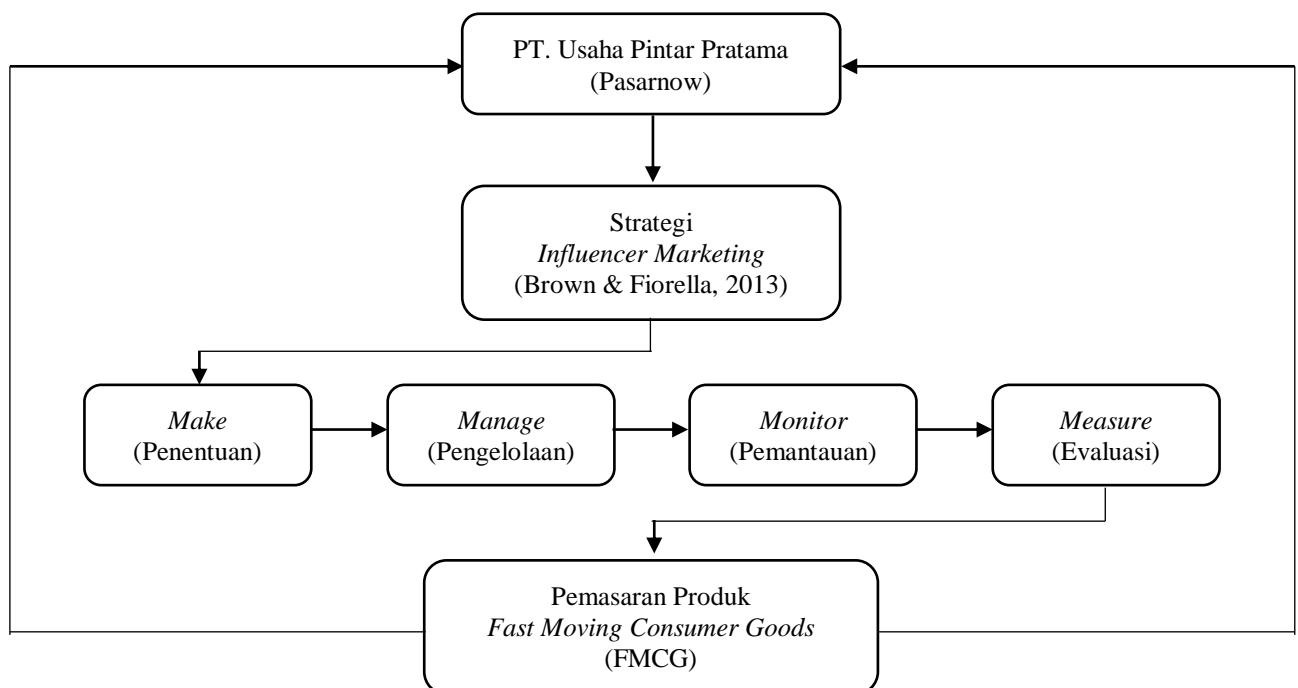 PT. Usaha Pintar Pratama
(Pasarnow)
Strategi
Influencer Marketing
(Brown & Fiorella, 2013)
Make
(Penentuan)
Manage
(Pengelolaan)
Monitor
(Pemantauan)
Measure
(Evaluasi)
Pemasaran Produk
Fast Moving Consumer Goods
(FMCG)